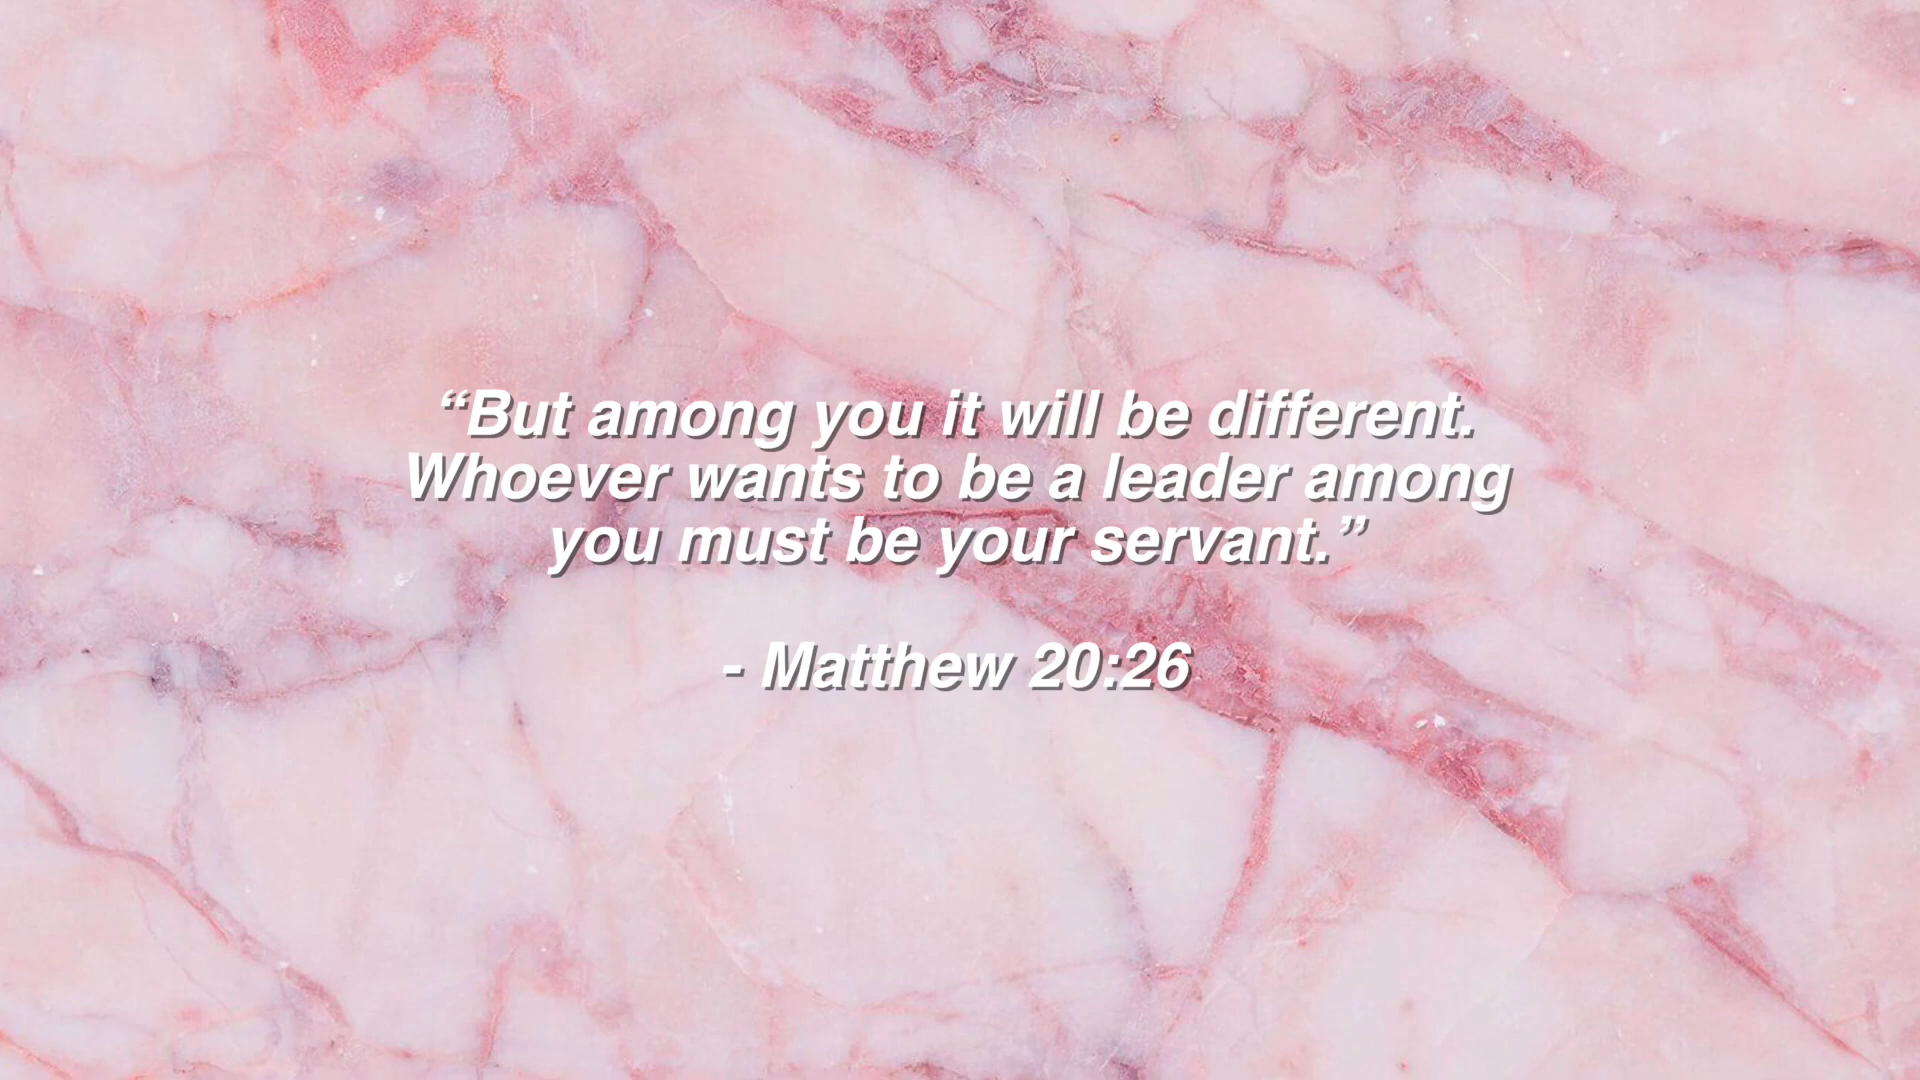 “But among you it will be different.
Whoever wants to be a leader among
you must be your servant.”
- Matthew 20:26